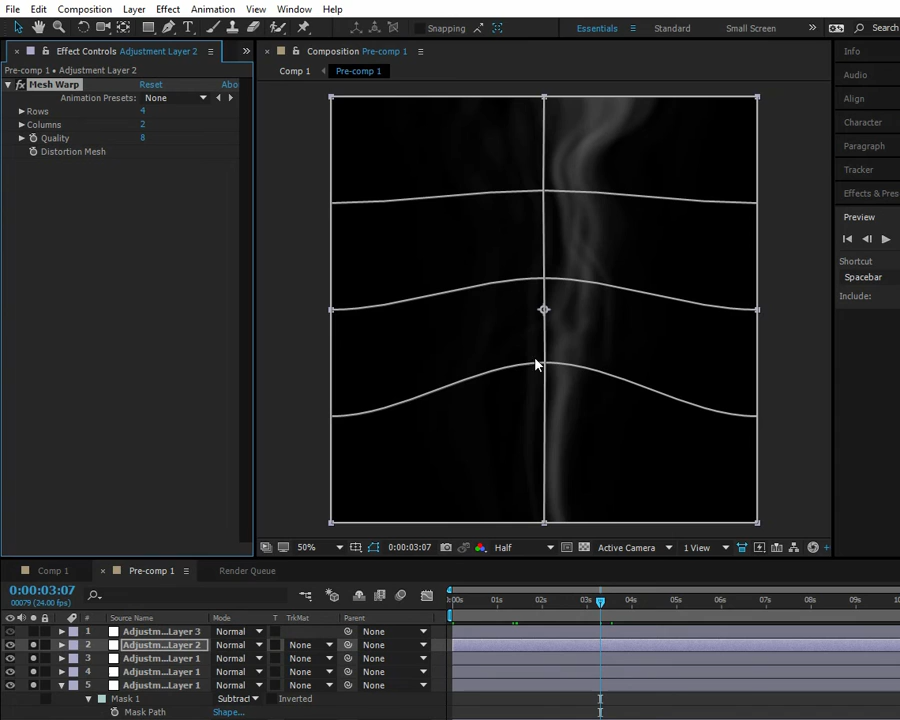 File Edit Composition Layer Effect Animation View Window Help
Snapping Essentials Standard Small Screen » Search
× Effect Controls Adjustment Layer 2 »
Pre-comp 1 • Adjustment Layer 2
fx Mesh Warp Reset Abo
Animation Presets: None
Rows 4
Columns 2
Quality 8
Distortion Mesh
× Composition Pre-comp 1
Comp 1 Pre-comp 1
Info
Audio
Align
Character
Paragraph
Tracker
Effects & Pres
Preview
Shortcut
Spacebar
Include:
50% 0:00:03:07 Half Active Camera 1 View
Comp 1 × Pre-comp 1 Render Queue
0:00:03:07
00079 (24.00 fps)
:00s 01s 02s 03s 04s 05s 06s 07s 08s 09s
# Source Name Mode T TrkMat Parent
1 Adjustm...Layer 3 Normal None
2 Adjustm...Layer 2 Normal None None
3 Adjustm...Layer 1 Normal None None
4 Adjustm...Layer 1 Normal None None
5 Adjustm...Layer 1 Normal None None
Mask 1 Subtract Inverted
Mask Path Shape...